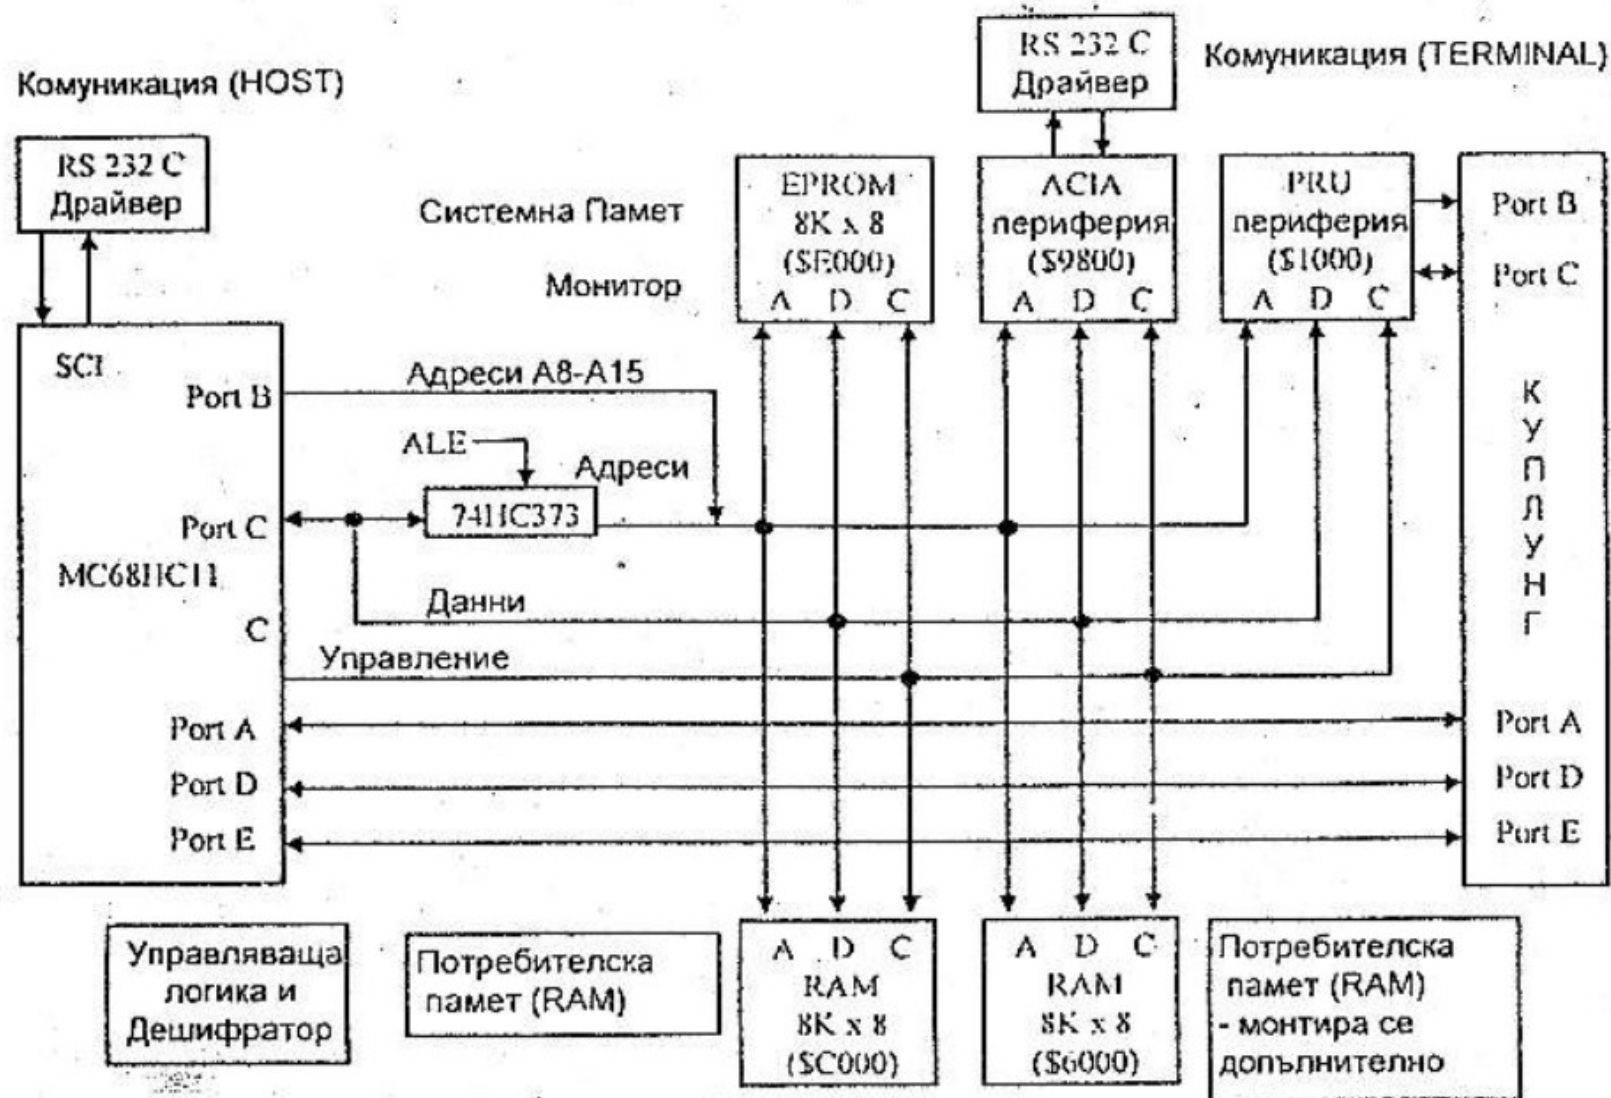 Комуникация (HOST)
RS 232 C
Драйвер
RS 232 C
Драйвер
Комуникация (TERMINAL)
Системна Памет
Монитор
EPROM
8K x 8
($E000)
A D C
ACIA
периферия
($9800)
A D C
PRU
периферия
($1000)
A D C
Port B
Port C
К
У
П
Л
У
Н
Г
Port A
Port D
Port E
SCI
Port B
Port C
MC68HC11
C
Port A
Port D
Port E
Адреси A8-A15
ALE
Адреси
74HC373
Данни
Управление
Управляваща
логика и
Дешифратор
Потребителска
памет (RAM)
A D C
RAM
8K x 8
($C000)
A D C
RAM
8K x 8
($6000)
Потребителска
памет (RAM)
- монтира се
допълнително